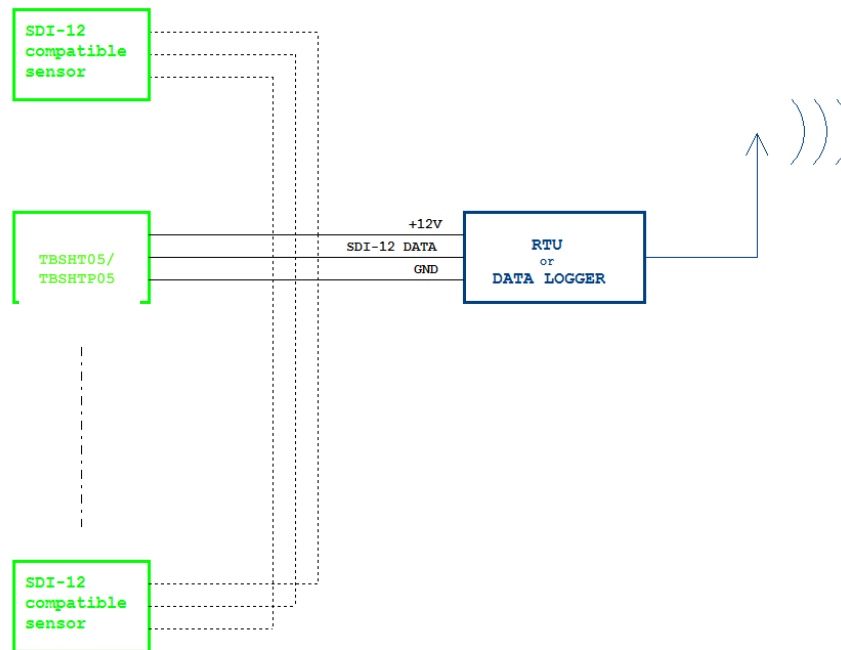 SDI-12
compatible
sensor
+12V
SDI-12 DATA
GND
TBSHT05/
TBSHTP05
RTU
or
DATA LOGGER
SDI-12
compatible
sensor